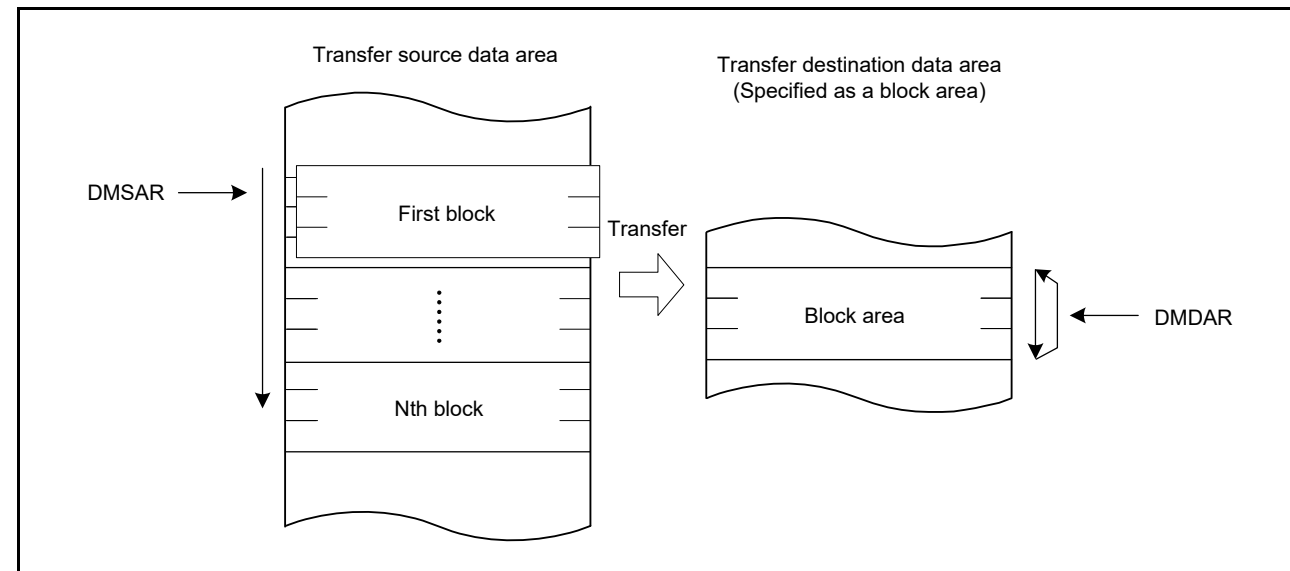 Transfer source data area
Transfer destination data area
(Specified as a block area)
DMSAR
First block
Transfer
Block area
DMDAR
Nth block